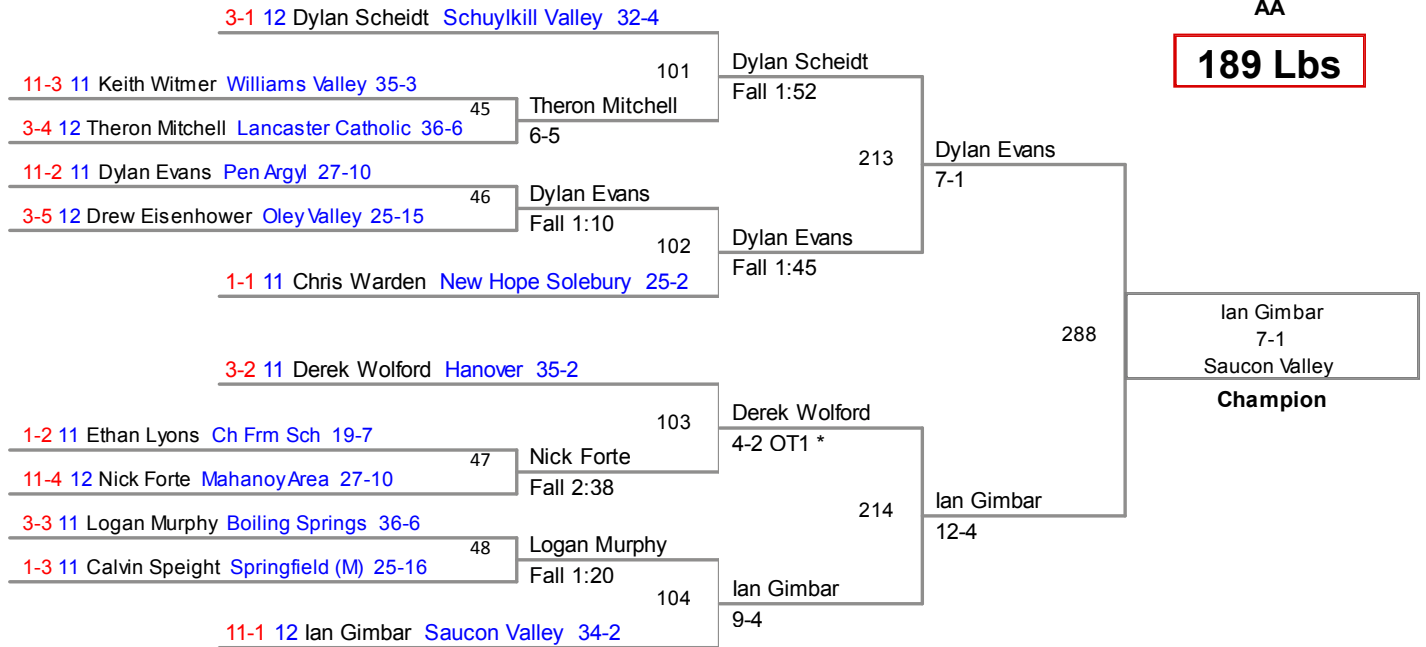 AA
189 Lbs
3-1 12 Dylan Scheidt Schuylkill Valley 32-4
101
Dylan Scheidt
Fall 1:52
11-3 11 Keith Witmer Williams Valley 35-3
45
Theron Mitchell
6-5
3-4 12 Theron Mitchell Lancaster Catholic 36-6
213
Dylan Evans
7-1
11-2 11 Dylan Evans Pen Argyl 27-10
46
Dylan Evans
Fall 1:10
3-5 12 Drew Eisenhower Oley Valley 25-15
102
Dylan Evans
Fall 1:45
1-1 11 Chris Warden New Hope Solebury 25-2
288
Ian Gimbar
7-1
Saucon Valley
Champion
3-2 11 Derek Wolford Hanover 35-2
103
Derek Wolford
4-2 OT1 *
1-2 11 Ethan Lyons Ch Frm Sch 19-7
47
Nick Forte
Fall 2:38
11-4 12 Nick Forte Mahanoy Area 27-10
214
Ian Gimbar
12-4
3-3 11 Logan Murphy Boiling Springs 36-6
48
Logan Murphy
Fall 1:20
1-3 11 Calvin Speight Springfield (M) 25-16
104
Ian Gimbar
9-4
11-1 12 Ian Gimbar Saucon Valley 34-2